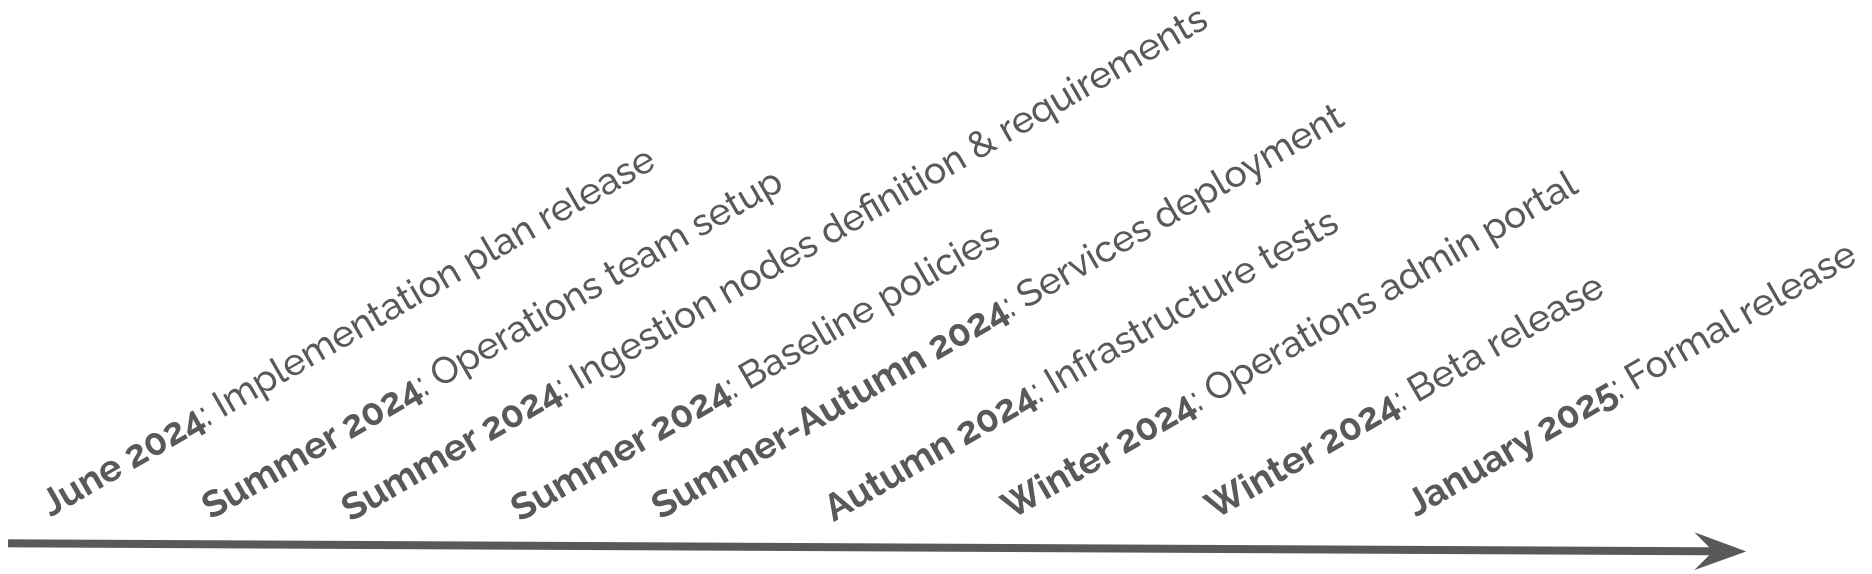 June 2024: Implementation plan release
Summer 2024: Operations team setup
Summer 2024: Ingestion nodes definition & requirements
Summer 2024: Baseline policies
Summer-Autumn 2024: Services deployment
Autumn 2024: Infrastructure tests
Winter 2024: Operations admin portal
Winter 2024: Beta release
January 2025: Formal release